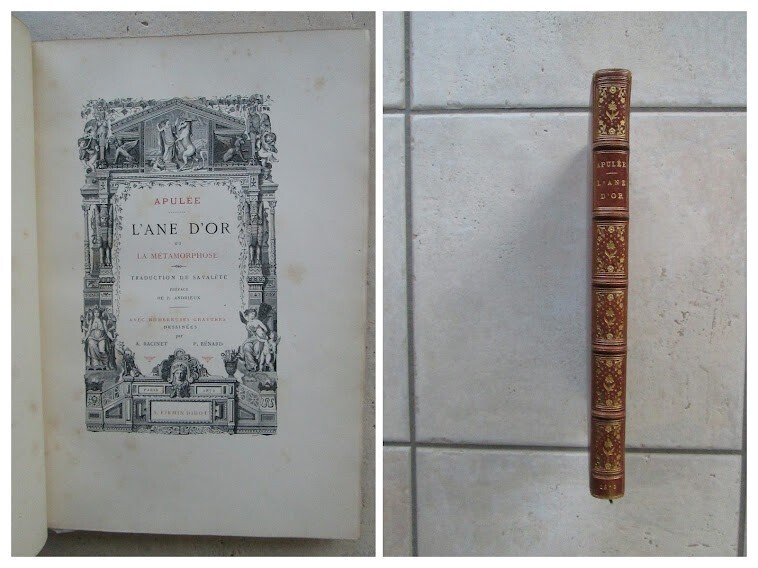 APULÉE
L'ANE D'OR
OU
LA MÉTAMORPHOSE
TRADUCTION DE SAVALÈTE
PRÉFACE
DE J. ANDRIEUX
AVEC NOMBREUSES GRAVURES
DESSINÉES
par
A. RACINET P. BÉNARD
PARIS 1872
F. FIRMIN-DIDOT
APULÉE
L'ANE
D'OR